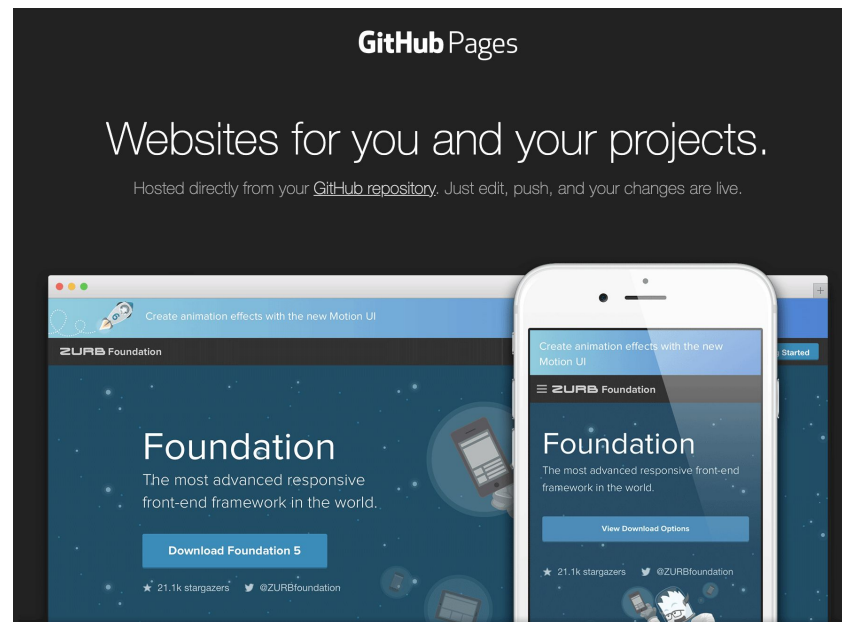 GitHub Pages
Websites for you and your projects.
Hosted directly from your GitHub repository. Just edit, push, and your changes are live.
Create animation effects with the new Motion UI
ZURB Foundation
Foundation
The most advanced responsive
front-end framework in the world.
Download Foundation 5
21.1k stargazers @ZURBfoundation
Create animation effects with the new
Motion UI
ZURB Foundation
Foundation
The most advanced responsive front-end
framework in the world.
View Download Options
21.1k stargazers @ZURBfoundation
Started